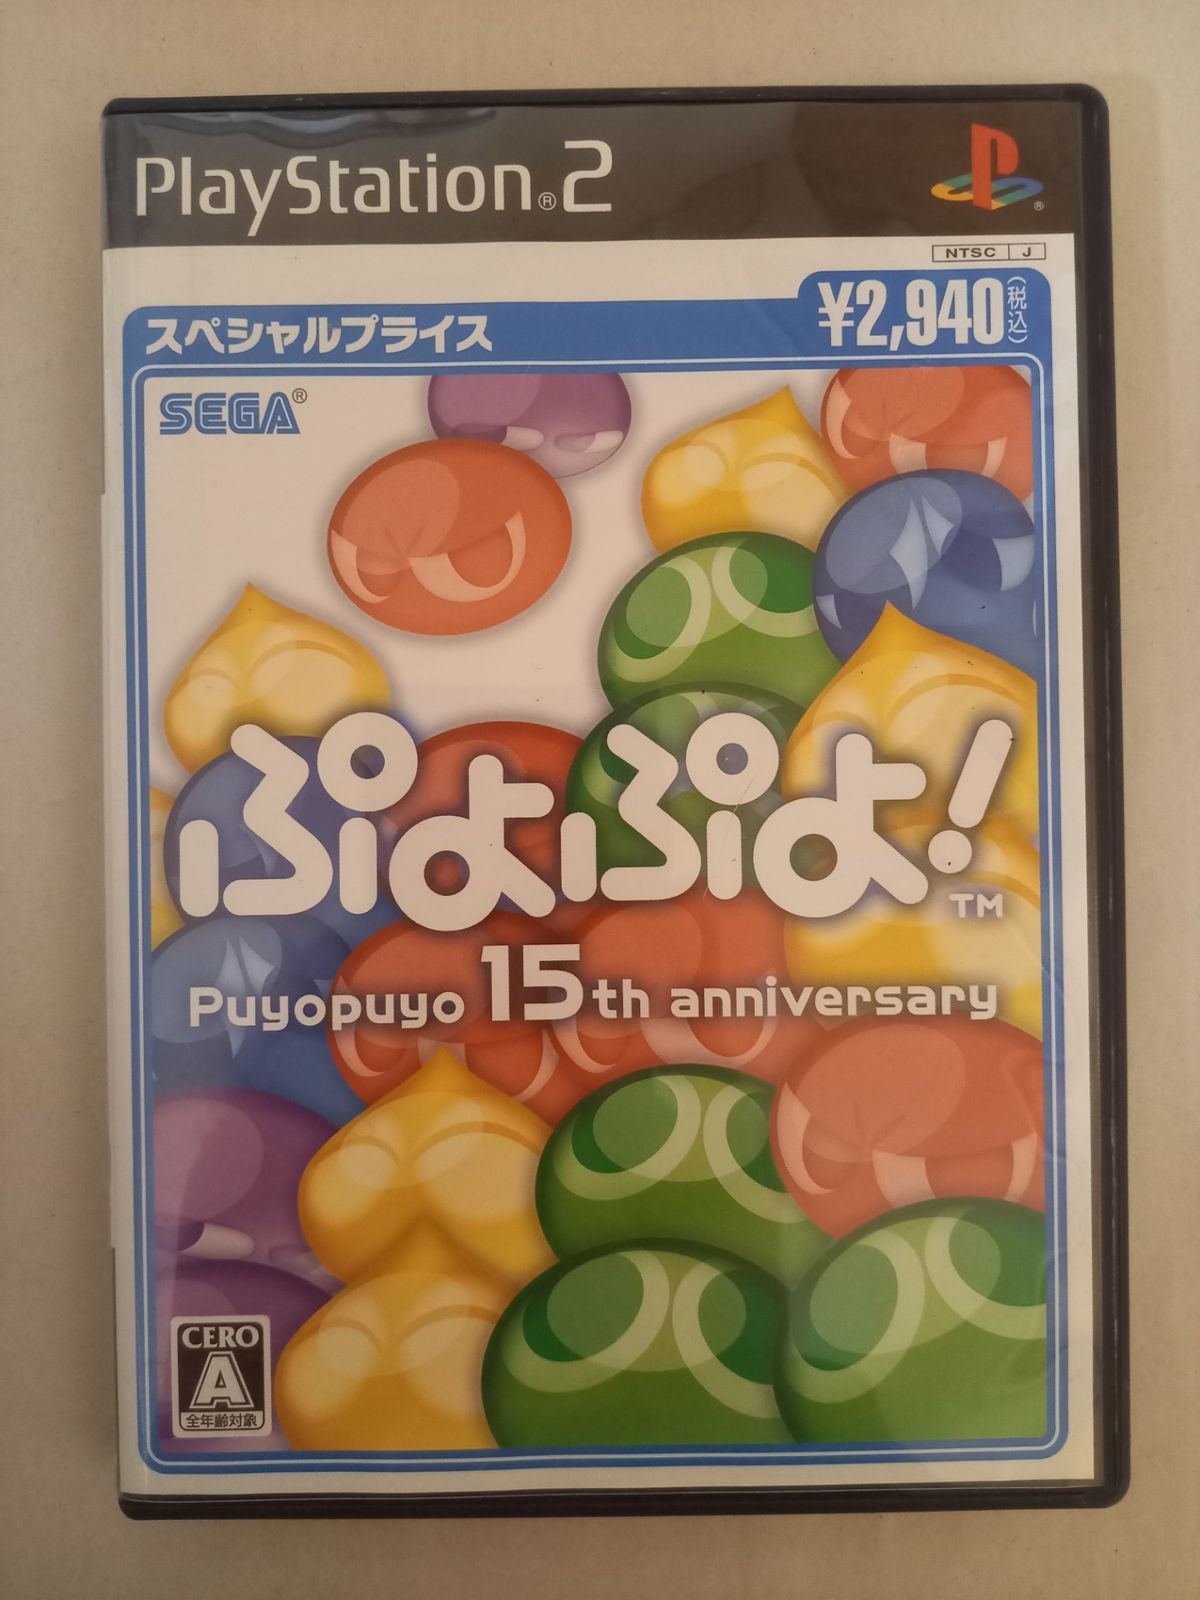 PlayStation®2
®
NTSC J
スペシャルプライス
¥2,940(税込)
SEGA®
ぷよぷよ!
TM
Puyopuyo 15th anniversary
CERO
A
全年齢対象